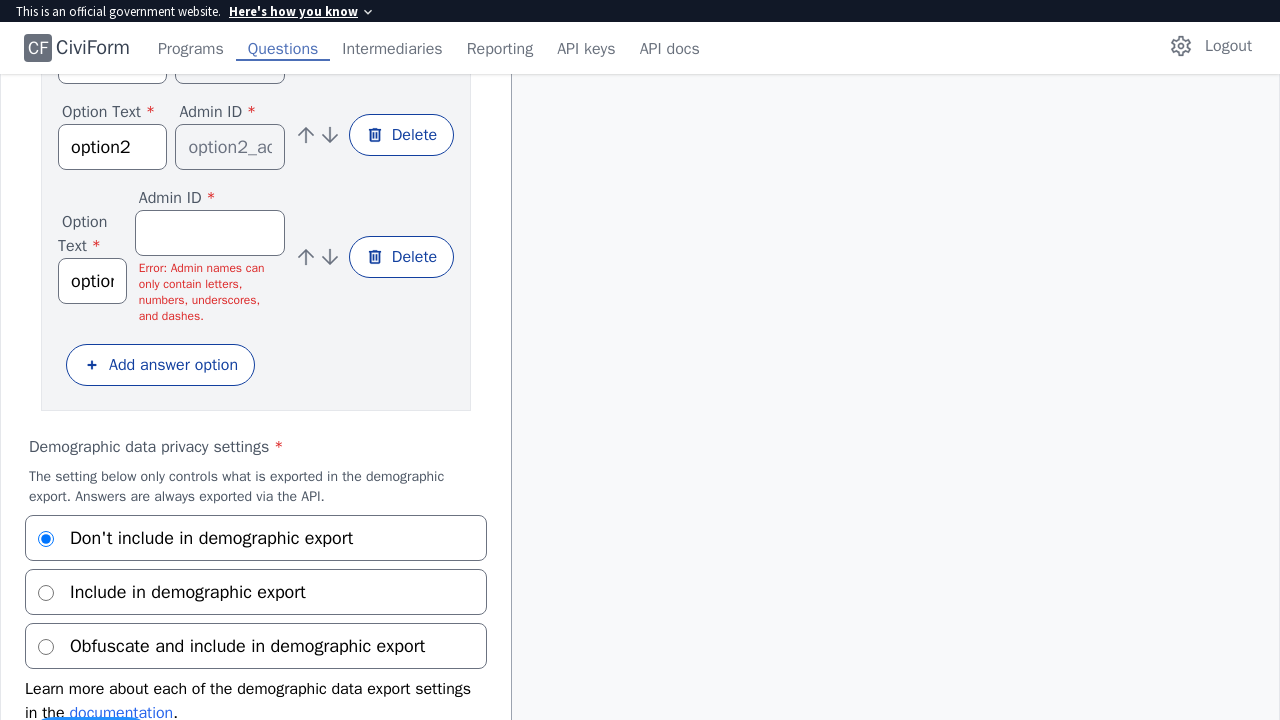 This is an official government website. Here's how you know
CF CiviForm Programs Questions Intermediaries Reporting API keys API docs Logout
Option Text * Admin ID *
option2 option2_ad Delete
Admin ID *
Option
Text *
option Delete
Error: Admin names can
only contain letters,
numbers, underscores,
and dashes.
+ Add answer option
Demographic data privacy settings *
The setting below only controls what is exported in the demographic
export. Answers are always exported via the API.
Don't include in demographic export
Include in demographic export
Obfuscate and include in demographic export
Learn more about each of the demographic data export settings
in the documentation.